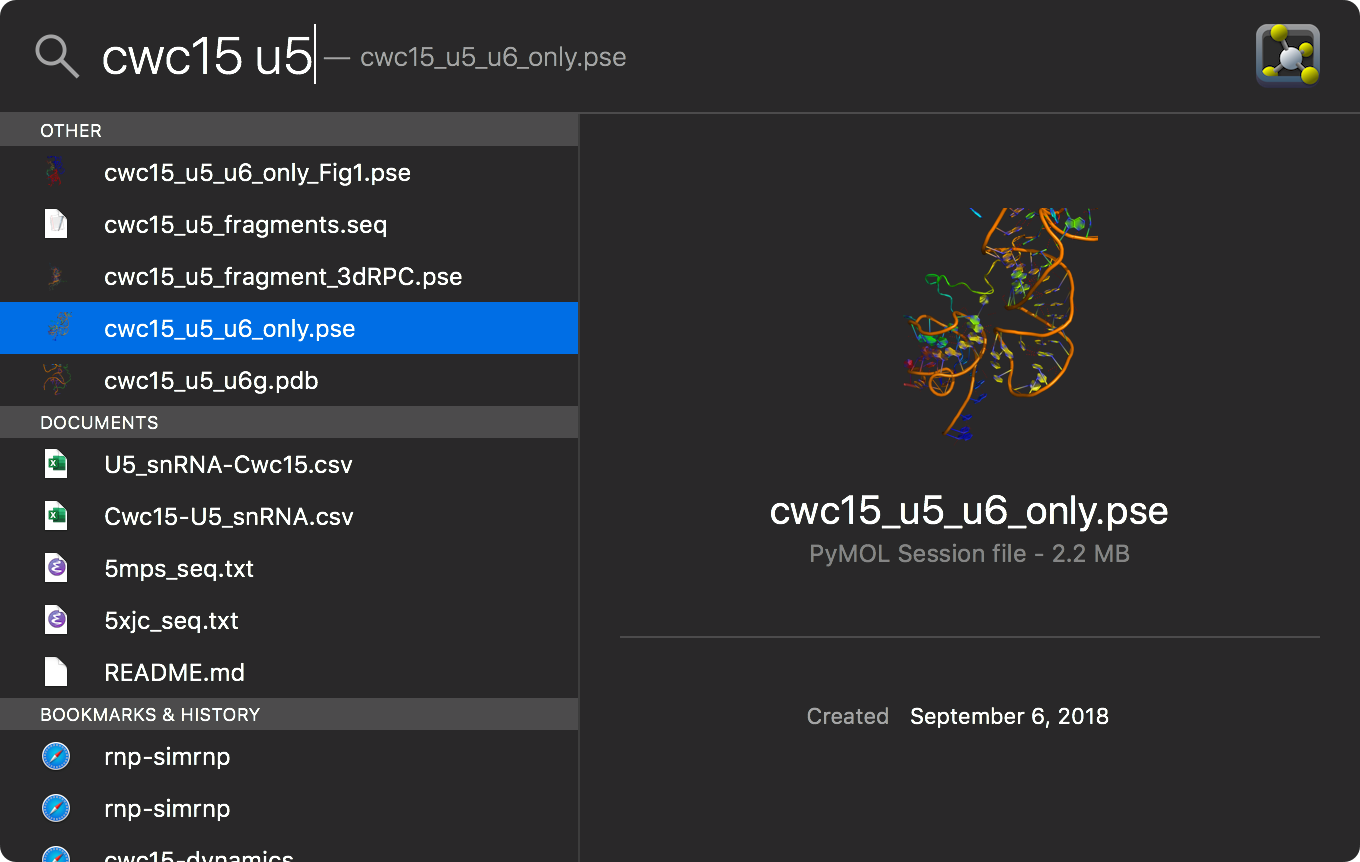 cwc15 u5 — cwc15_u5_u6_only.pse
OTHER
cwc15_u5_u6_only_Fig1.pse
cwc15_u5_fragments.seq
cwc15_u5_fragment_3dRPC.pse
cwc15_u5_u6_only.pse
cwc15_u5_u6g.pdb
DOCUMENTS
U5_snRNA-Cwc15.csv
Cwc15-U5_snRNA.csv
5mps_seq.txt
5xjc_seq.txt
README.md
BOOKMARKS & HISTORY
rnp-simrnp
rnp-simrnp
cwc15-dynamics
cwc15_u5_u6_only.pse
PyMOL Session file - 2.2 MB
Created September 6, 2018